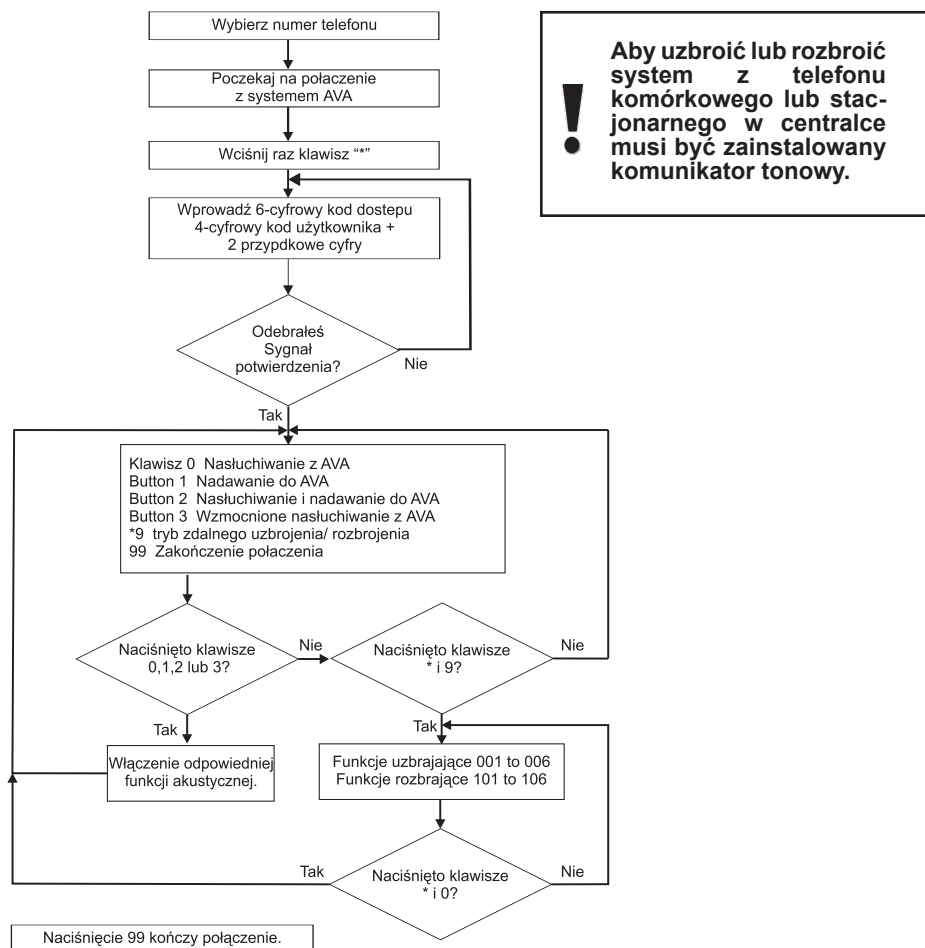 Wybierz numer telefonu
Poczekaj na połaczenie
z systemem AVA
Wciśnij raz klawisz “*”
Wprowadź 6-cyfrowy kod dostepu
4-cyfrowy kod użytkownika +
2 przypdkowe cyfry
Odebrałeś
Sygnał
potwierdzenia?
Nie
Tak
Klawisz 0 Nasłuchiwanie z AVA
Button 1 Nadawanie do AVA
Button 2 Nasłuchiwanie i nadawanie do AVA
Button 3 Wzmocnione nasłuchiwanie z AVA
*9 tryb zdalnego uzbrojenia/ rozbrojenia
99 Zakończenie połaczenia
Naciśnięto klawisze
0,1,2 lub 3?
Nie
Tak
Naciśnięto klawisze
* i 9?
Nie
Tak
Włączenie odpowiedniej
funkcji akustycznej.
Funkcje uzbrajające 001 to 006
Funkcje rozbrające 101 to 106
Naciśnięto klawisze
* i 0?
Tak
Nie
Naciśnięcie 99 kończy połączenie.
!
Aby uzbroić lub rozbroić
system z telefonu
komórkowego lub stac-
jonarnego w centralce
musi być zainstalowany
komunikator tonowy.